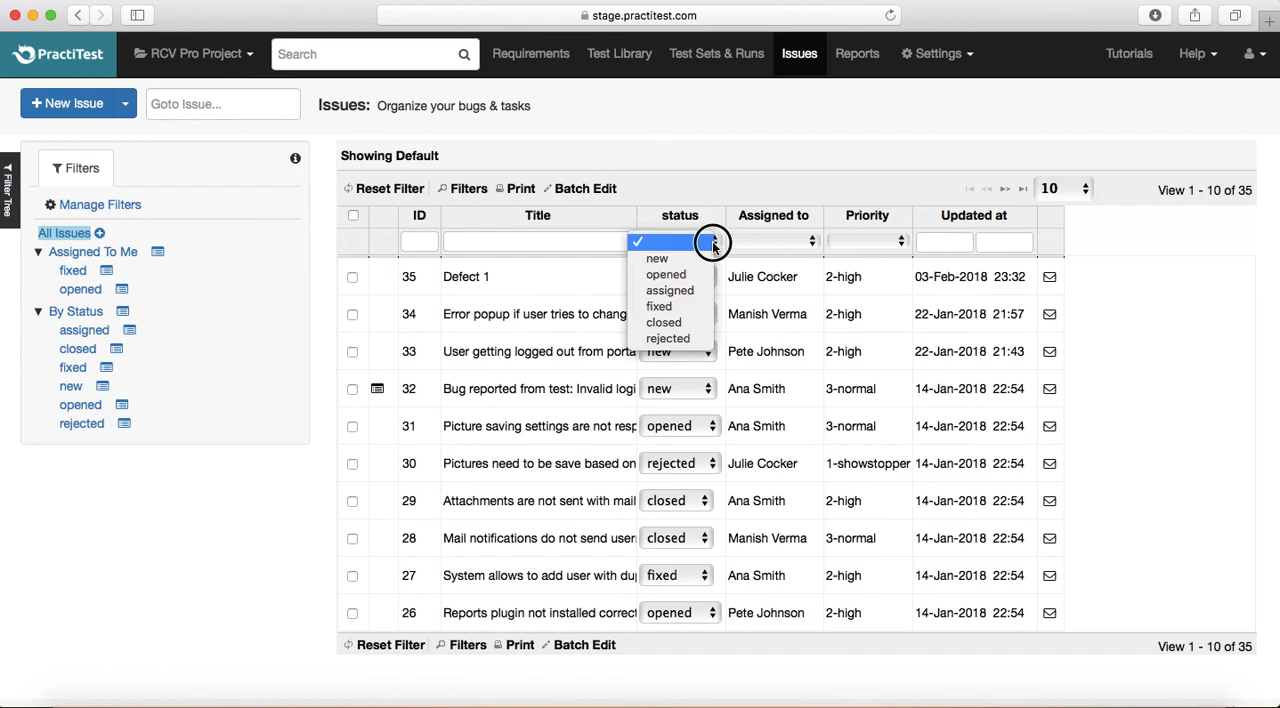 stage.practitest.com
PractiTest RCV Pro Project Search Requirements Test Library Test Sets & Runs Issues Reports Settings Tutorials Help
+ New Issue Goto Issue... Issues: Organize your bugs & tasks
Filter Tree
Filters
Manage Filters
All Issues
Assigned To Me
fixed
opened
By Status
assigned
closed
fixed
new
opened
rejected
Showing Default
Reset Filter Filters Print Batch Edit 10 View 1 - 10 of 35
ID Title status Assigned to Priority Updated at
new
opened
assigned
fixed
closed
rejected
35 Defect 1 Julie Cocker 2-high 03-Feb-2018 23:32
34 Error popup if user tries to chang Manish Verma 2-high 22-Jan-2018 21:57
33 User getting logged out from porta new Pete Johnson 2-high 22-Jan-2018 21:43
32 Bug reported from test: Invalid logi new Ana Smith 3-normal 14-Jan-2018 22:54
31 Picture saving settings are not resp opened Ana Smith 3-normal 14-Jan-2018 22:54
30 Pictures need to be save based on rejected Julie Cocker 1-showstopper 14-Jan-2018 22:54
29 Attachments are not sent with mail closed Ana Smith 2-high 14-Jan-2018 22:54
28 Mail notifications do not send user closed Manish Verma 3-normal 14-Jan-2018 22:54
27 System allows to add user with dup fixed Ana Smith 2-high 14-Jan-2018 22:54
26 Reports plugin not installed correct opened Pete Johnson 2-high 14-Jan-2018 22:54
Reset Filter Filters Print Batch Edit View 1 - 10 of 35